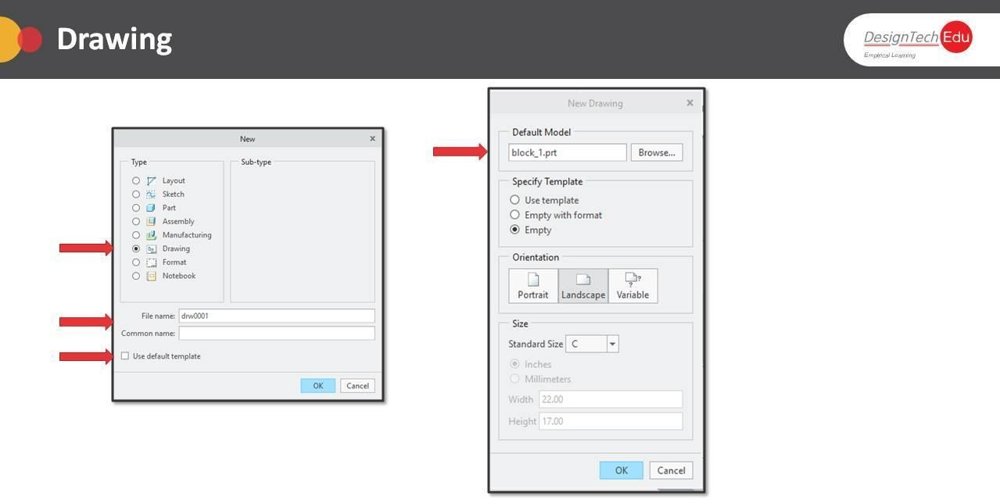 Drawing
DesignTech Edu
Empirical Learning
New
x
Type
Layout
Sketch
Part
Assembly
Manufacturing
Drawing
Format
Notebook
Sub-type
File name: drw0001
Common name:
Use default template
OK Cancel
New Drawing
x
Default Model
block_1.prt Browse...
Specify Template
Use template
Empty with format
Empty
Orientation
Portrait Landscape Variable
Size
Standard Size C
Inches
Millimeters
Width 22.00
Height 17.00
OK Cancel